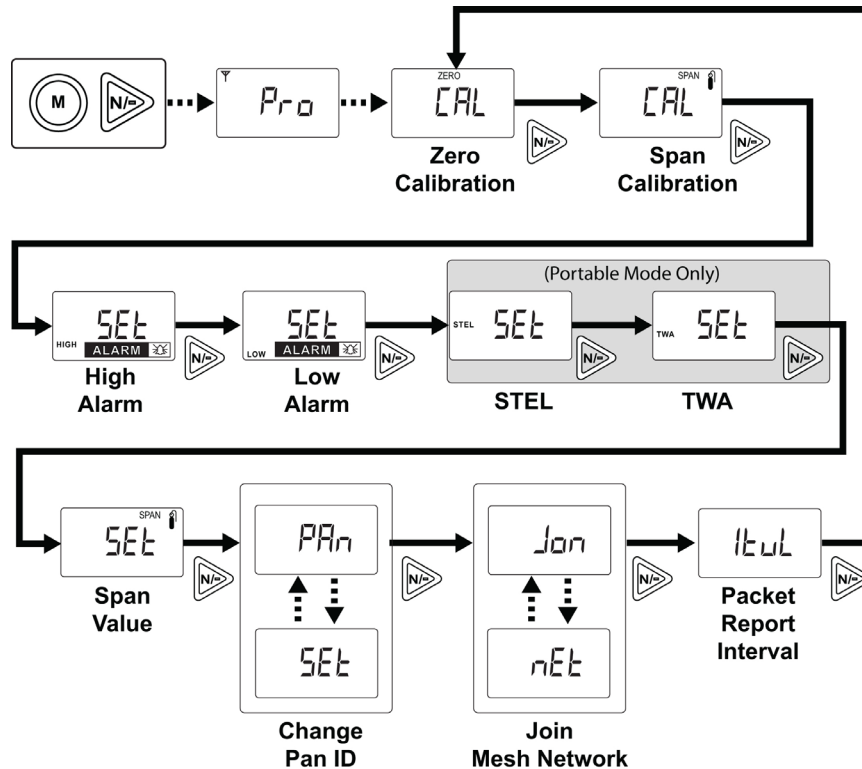 M N/-
Pro
ZERO
CAL
SPAN
CAL
N/-
N/-
Zero
Calibration
Span
Calibration
(Portable Mode Only)
SEt
HIGH ALARM
SEt
LOW ALARM
STEL SEt
TWA SEt
N/-
N/-
N/-
N/-
High
Alarm
Low
Alarm
STEL
TWA
SPAN
SEt
PAn
Jon
ItuL
N/-
N/-
N/-
N/-
SEt
nEt
Span
Value
Packet
Report
Interval
Change
Pan ID
Join
Mesh Network